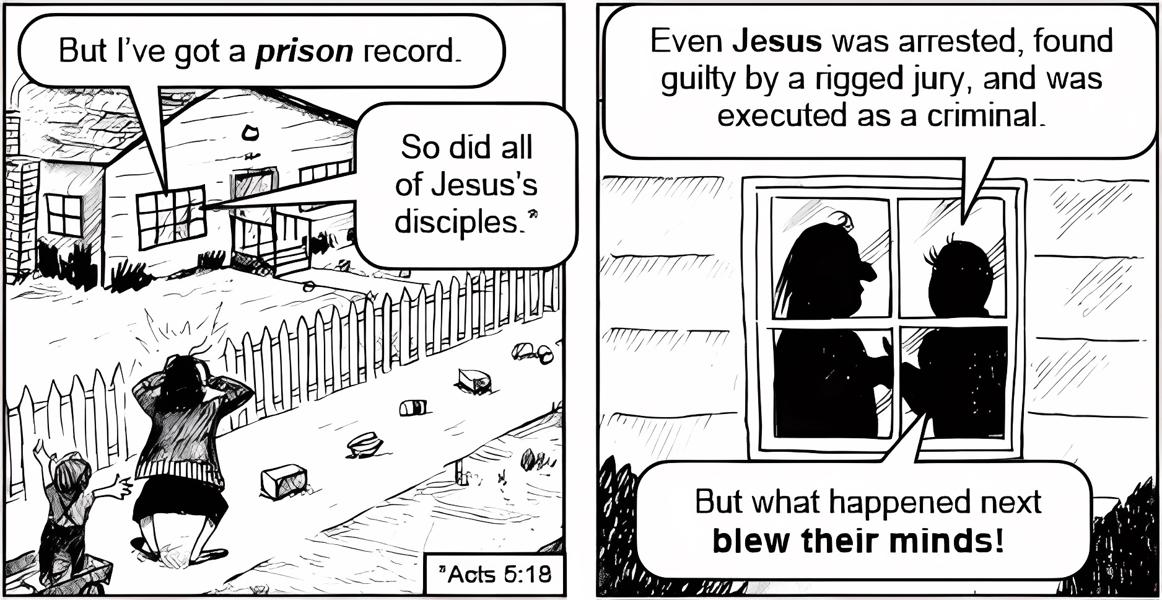 But I've got a prison record.
So did all
of Jesus's
disciples.*
*Acts 5:18
Even Jesus was arrested, found
guilty by a rigged jury, and was
executed as a criminal.
But what happened next
blew their minds!